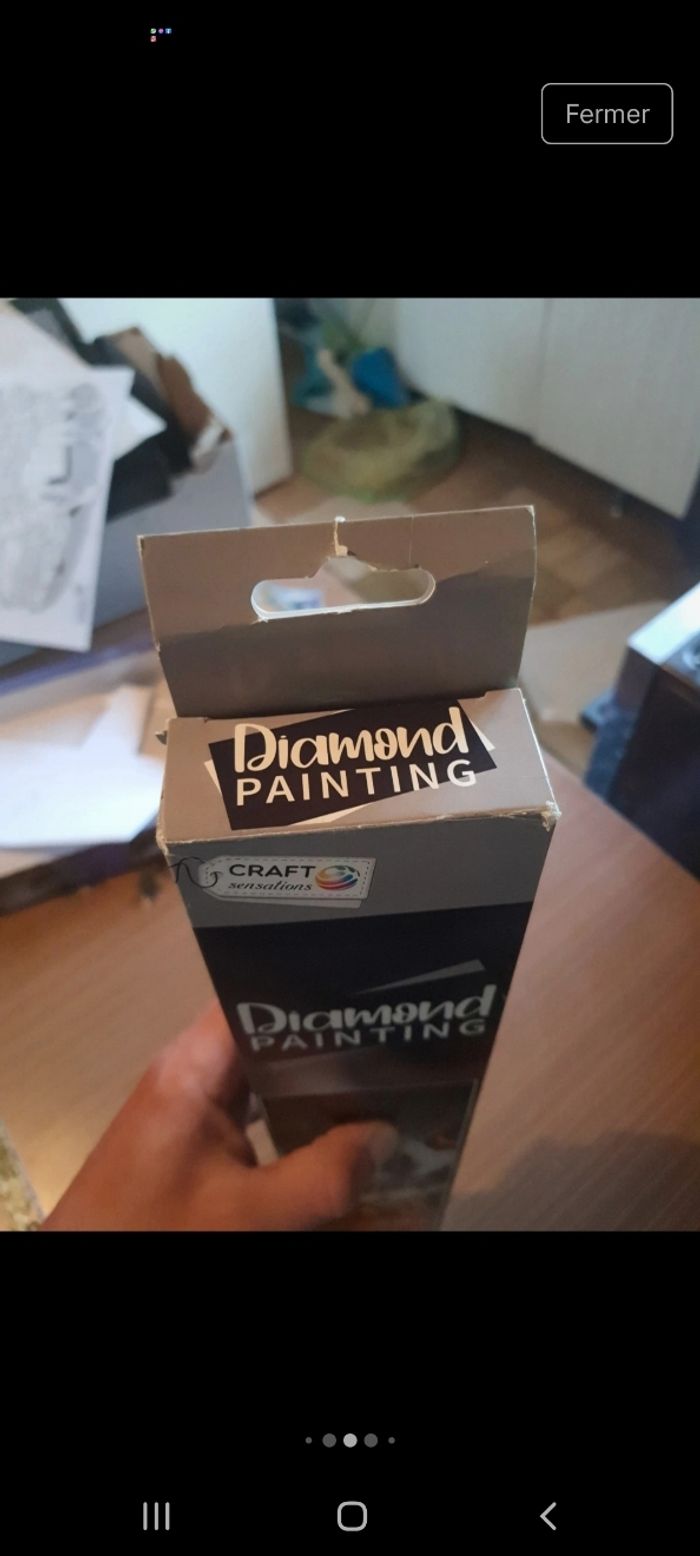 Fermer
Diamond
PAINTING
CRAFT
sensations
Diamond
PAINTING